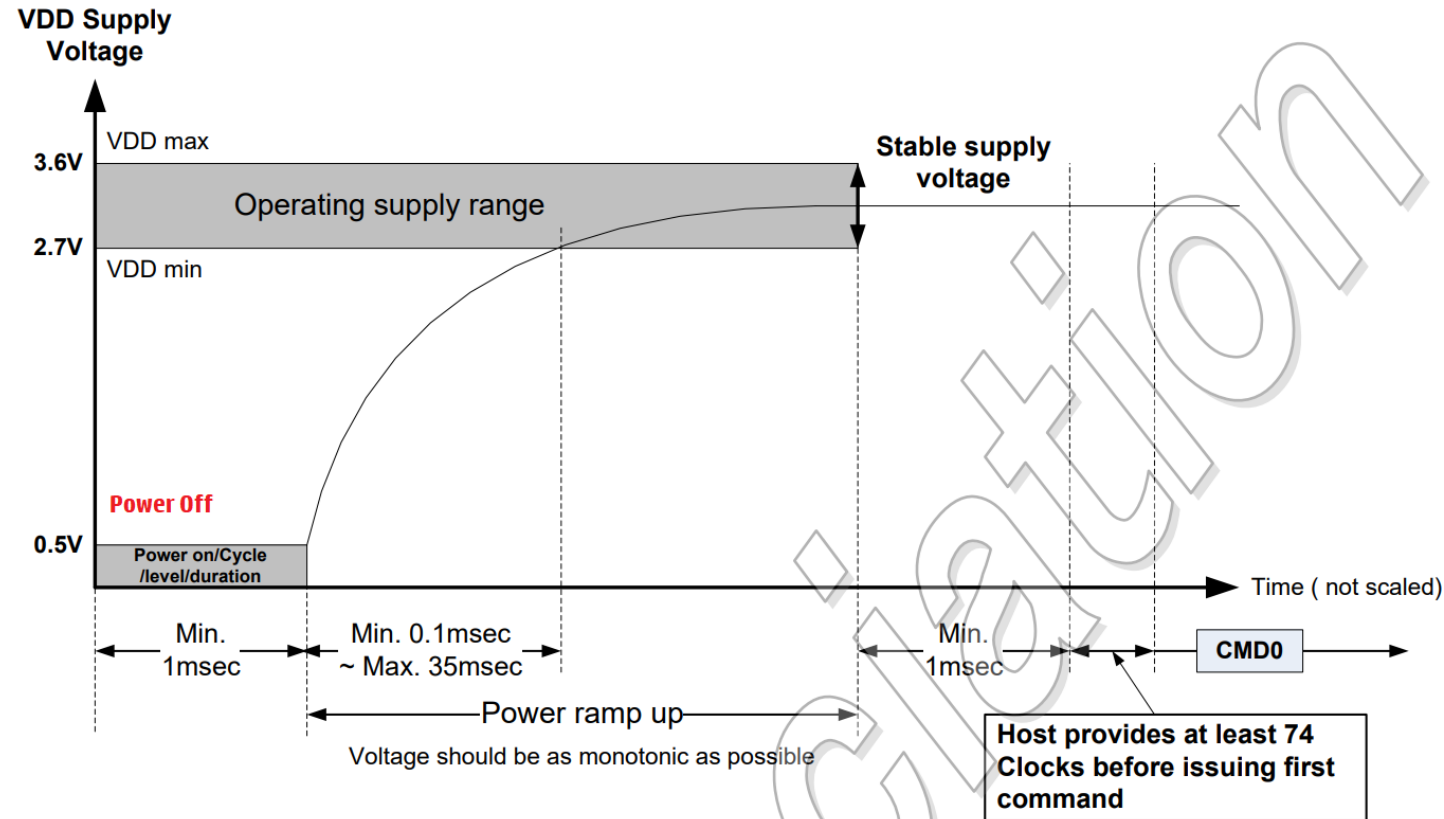 VDD Supply
Voltage
VDD max
3.6V
Operating supply range
Stable supply
voltage
2.7V
VDD min
Power Off
0.5V
Power on/Cycle
/level/duration
Time ( not scaled)
Min.
1msec
Min. 0.1msec
~ Max. 35msec
Min.
1msec
CMD0
Power ramp up
Voltage should be as monotonic as possible
Host provides at least 74
Clocks before issuing first
command
ciation